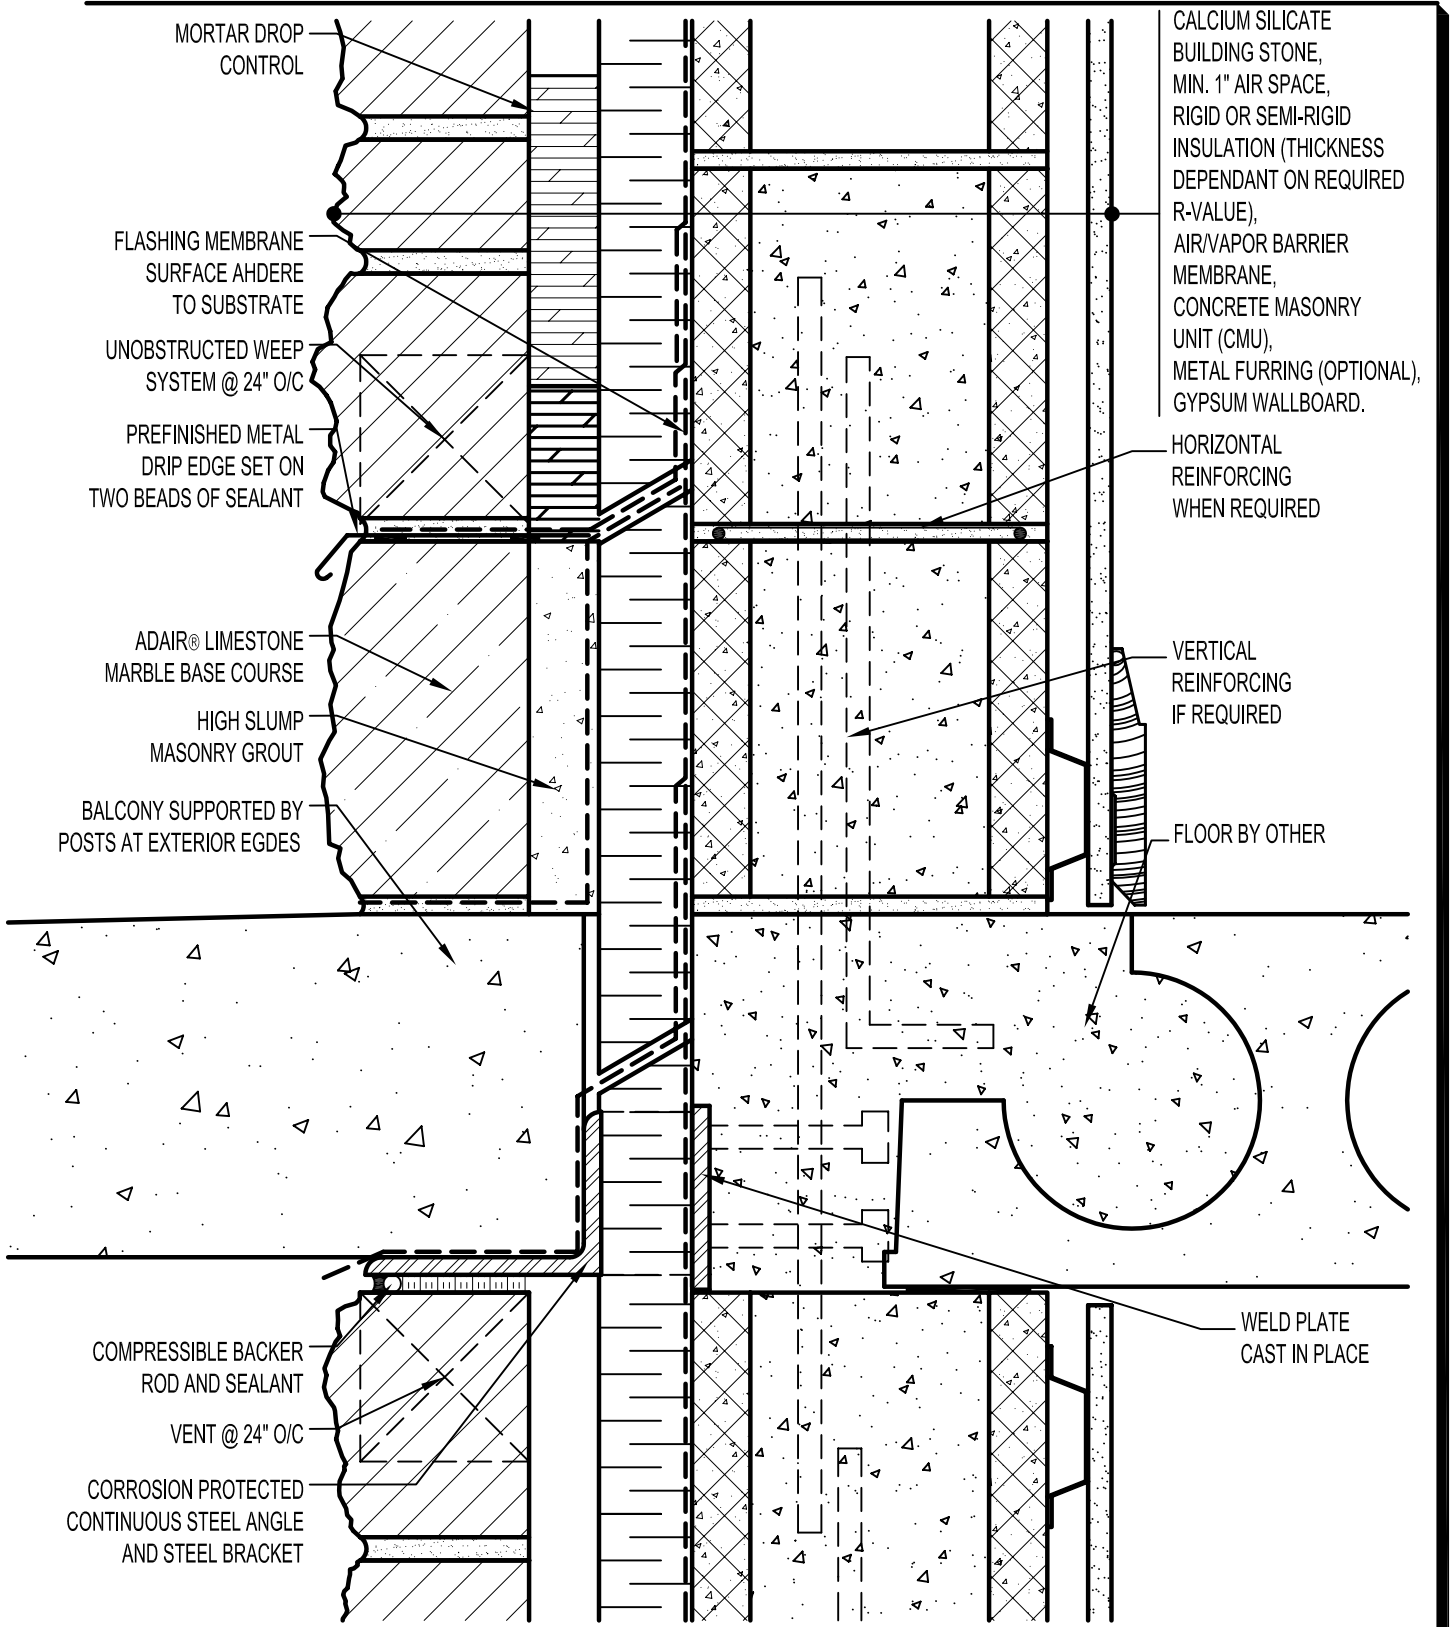 MORTAR DROP
CONTROL
FLASHING MEMBRANE
SURFACE AHDERE
TO SUBSTRATE
UNOBSTRUCTED WEEP
SYSTEM @ 24" O/C
PREFINISHED METAL
DRIP EDGE SET ON
TWO BEADS OF SEALANT
ADAIR® LIMESTONE
MARBLE BASE COURSE
HIGH SLUMP
MASONRY GROUT
BALCONY SUPPORTED BY
POSTS AT EXTERIOR EGDES
COMPRESSIBLE BACKER
ROD AND SEALANT
VENT @ 24" O/C
CORROSION PROTECTED
CONTINUOUS STEEL ANGLE
AND STEEL BRACKET
CALCIUM SILICATE
BUILDING STONE,
MIN. 1" AIR SPACE,
RIGID OR SEMI-RIGID
INSULATION (THICKNESS
DEPENDANT ON REQUIRED
R-VALUE),
AIR/VAPOR BARRIER
MEMBRANE,
CONCRETE MASONRY
UNIT (CMU),
METAL FURRING (OPTIONAL),
GYPSUM WALLBOARD.
HORIZONTAL
REINFORCING
WHEN REQUIRED
VERTICAL
REINFORCING
IF REQUIRED
FLOOR BY OTHER
WELD PLATE
CAST IN PLACE